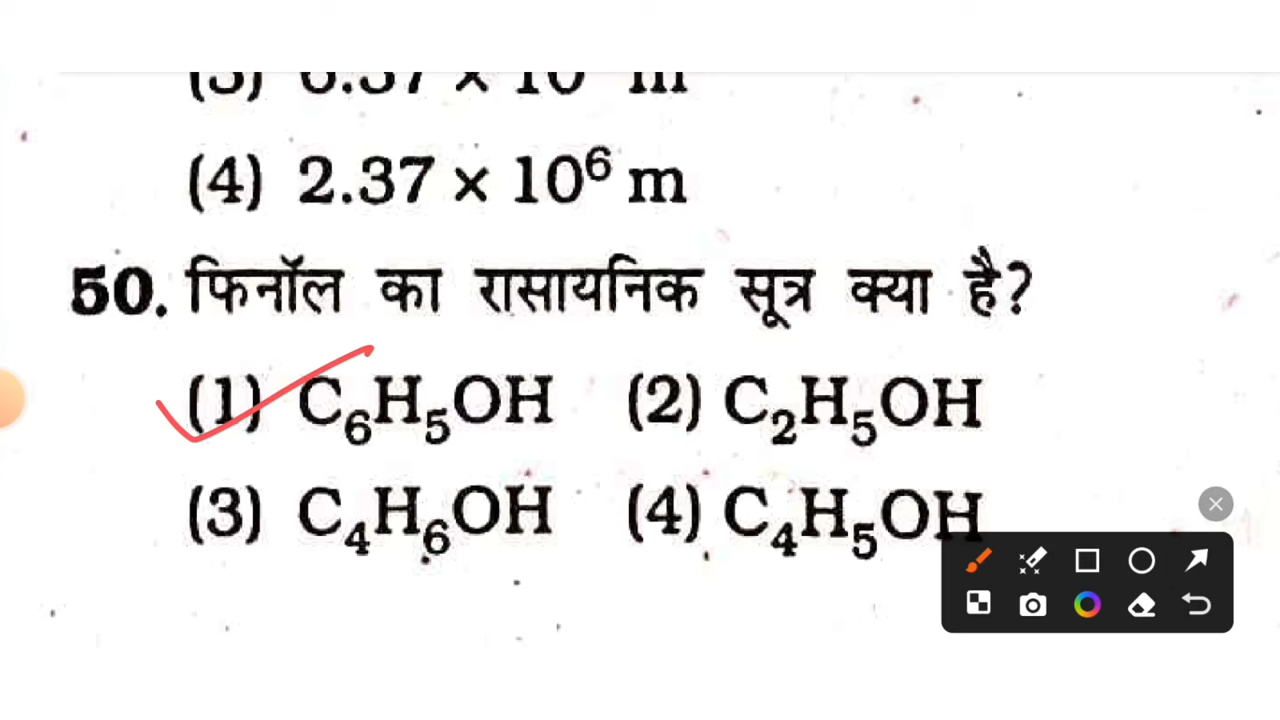 (4) 2.37 × 10⁶ m
50. फिनॉल का रासायनिक सूत्र क्या है?
(1) C₆H₅OH (2) C₂H₅OH
(3) C₄H₆OH (4) C₄H₅OH